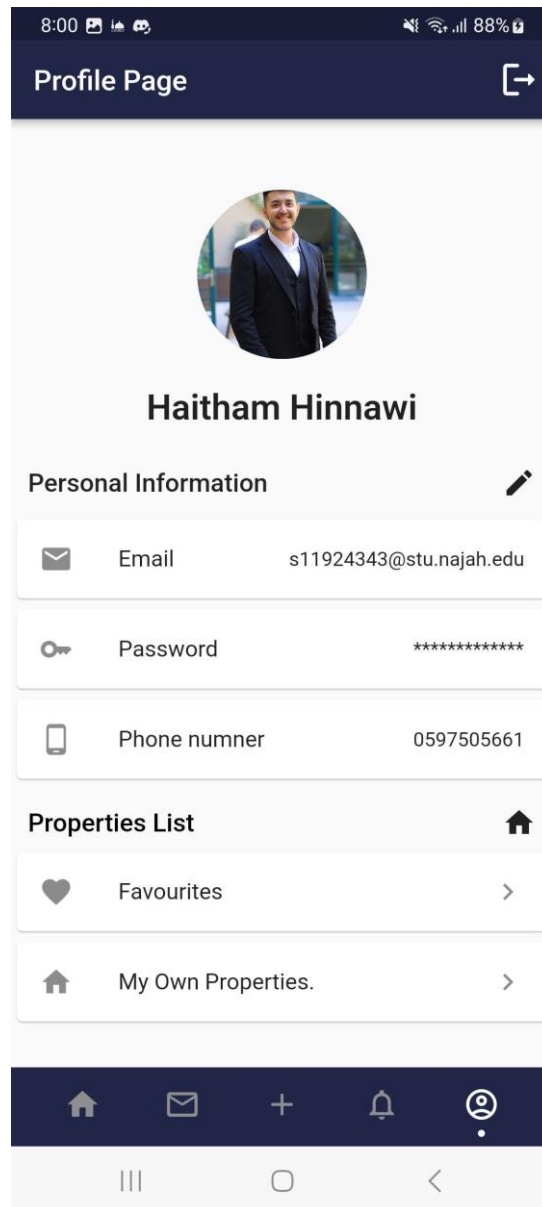 8:00 88%
Profile Page
Haitham Hinnawi
Personal Information
Email s11924343@stu.najah.edu
Password *************
Phone numner 0597505661
Properties List
Favourites
My Own Properties.